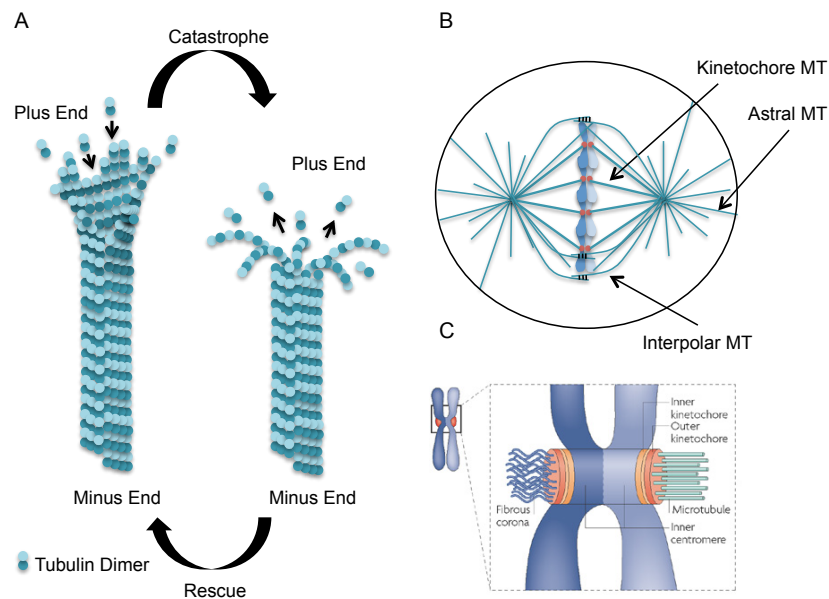 A
Catastrophe
Plus End
Plus End
Minus End
Minus End
Tubulin Dimer
Rescue
B
Kinetochore MT
Astral MT
Interpolar MT
C
Inner
kinetochore
Outer
kinetochore
Fibrous
corona
Microtubule
Inner
centromere